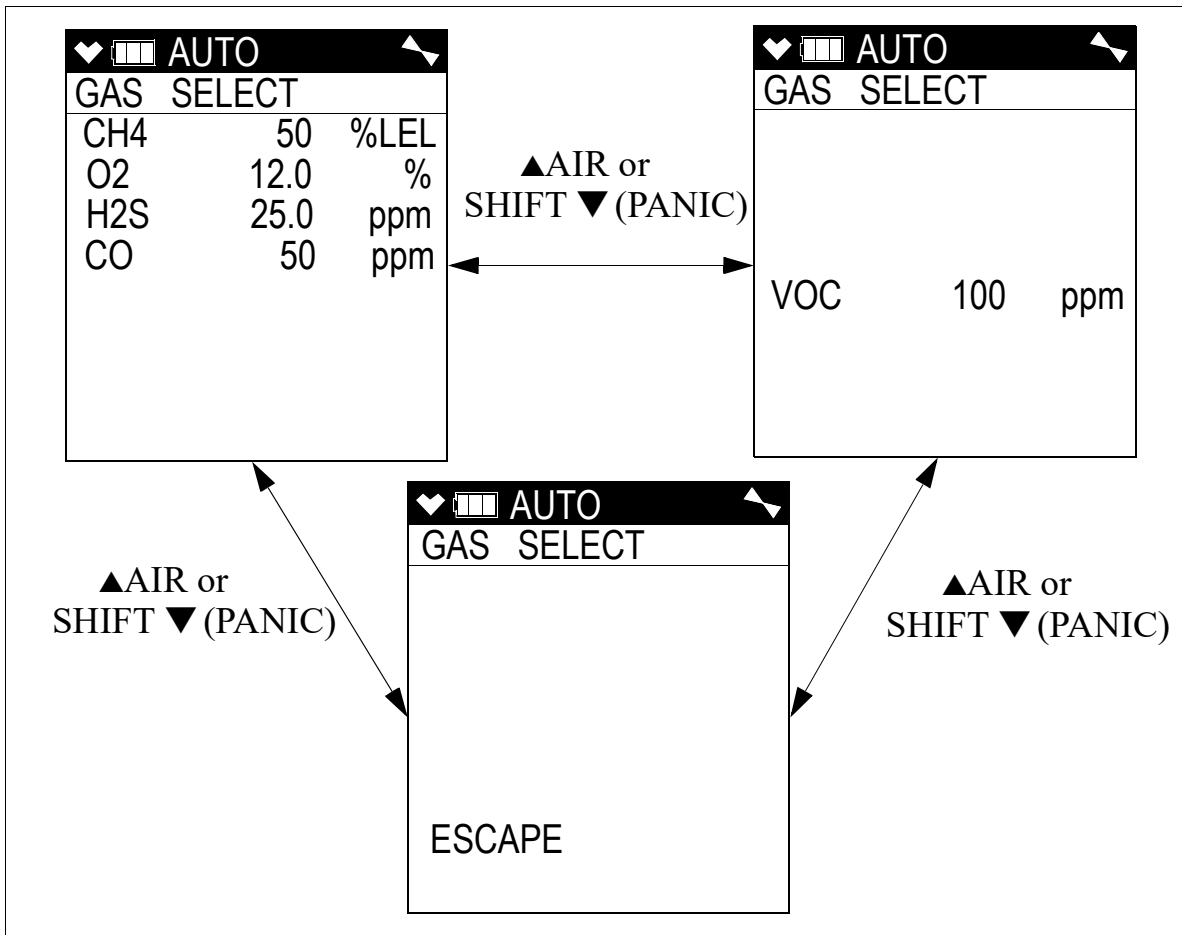 AUTO
GAS SELECT
CH4 50 %LEL
O2 12.0 %
H2S 25.0 ppm
CO 50 ppm
▲AIR or
SHIFT ▼ (PANIC)
AUTO
GAS SELECT
VOC 100 ppm
▲AIR or
SHIFT ▼ (PANIC)
AUTO
GAS SELECT
ESCAPE
▲AIR or
SHIFT ▼ (PANIC)